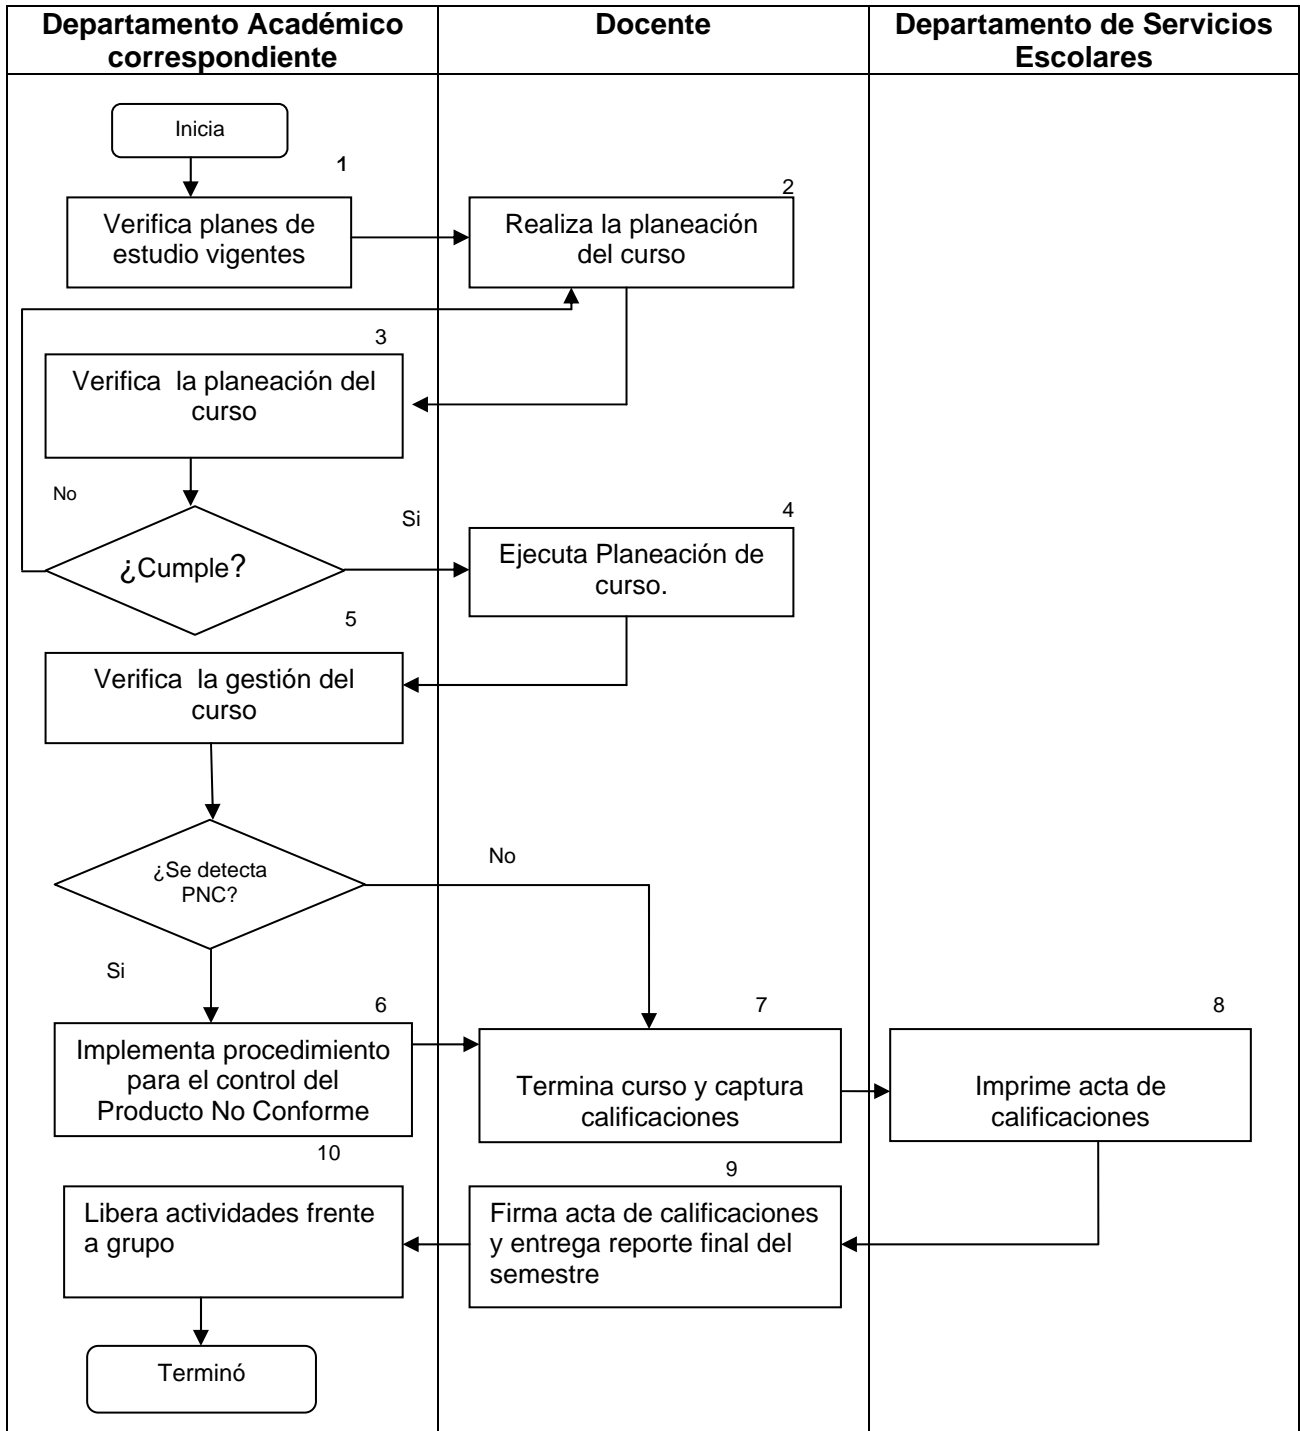 Departamento Académico
correspondiente
Docente
Departamento de Servicios
Escolares
Inicia
1
Verifica planes de
estudio vigentes
2
Realiza la planeación
del curso
3
Verifica la planeación del
curso
No
¿Cumple?
Si
4
Ejecuta Planeación de
curso.
5
Verifica la gestión del
curso
¿Se detecta
PNC?
No
Si
6
Implementa procedimiento
para el control del
Producto No Conforme
7
Termina curso y captura
calificaciones
8
Imprime acta de
calificaciones
9
Firma acta de calificaciones
y entrega reporte final del
semestre
10
Libera actividades frente
a grupo
Terminó